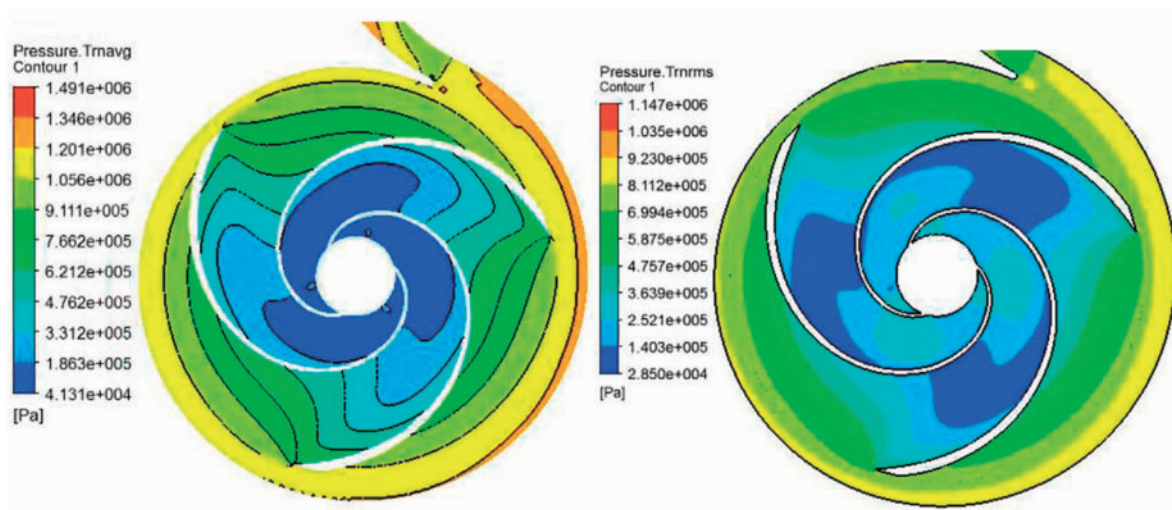 Pressure.Trnavg
Contour 1
1.491e+006
1.346e+006
1.201e+006
1.056e+006
9.111e+005
7.662e+005
6.212e+005
4.762e+005
3.312e+005
1.863e+005
4.131e+004
[Pa]
Pressure.Trnrms
Contour 1
1.147e+006
1.035e+006
9.230e+005
8.112e+005
6.994e+005
5.875e+005
4.757e+005
3.639e+005
2.521e+005
1.403e+005
2.850e+004
[Pa]